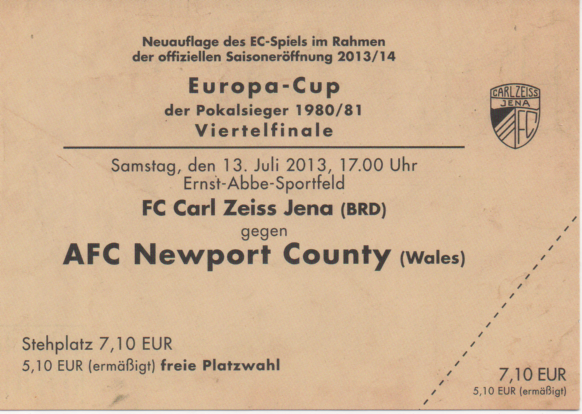 Neuauflage des EC-Spiels im Rahmen
der offiziellen Saisoneröffnung 2013/14
Europa-Cup
der Pokalsieger 1980/81
Viertelfinale
CARL ZEISS
JENA
FC
Samstag, den 13. Juli 2013, 17.00 Uhr
Ernst-Abbe-Sportfeld
FC Carl Zeiss Jena (BRD)
gegen
AFC Newport County (Wales)
Stehplatz 7,10 EUR
5,10 EUR (ermäßigt) freie Platzwahl
7,10 EUR
5,10 EUR (ermäßigt)